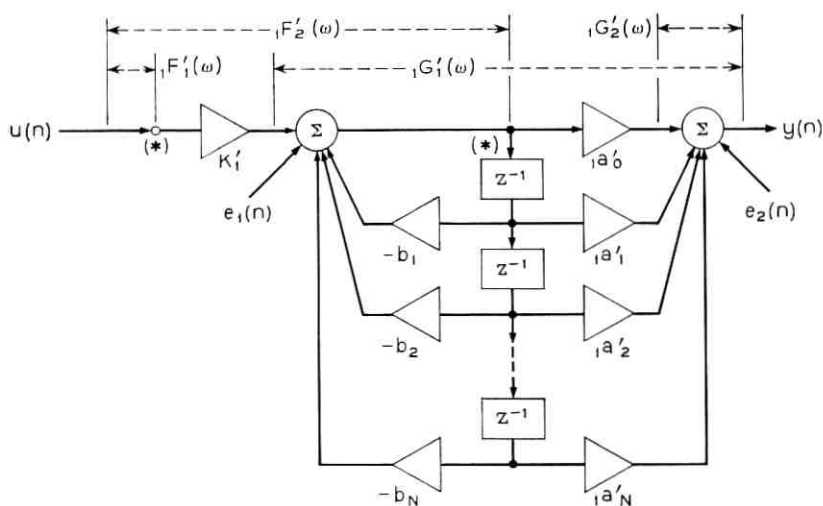 ₁F′₂(ω) ₁G′₂(ω)
₁F′₁(ω) ₁G′₁(ω)
u(n) (*) K′₁ Σ (*) ₁a′₀ Σ y(n)
e₁(n) Z⁻¹ e₂(n)
-b₁ ₁a′₁
Z⁻¹
-b₂ ₁a′₂
Z⁻¹
-b_N ₁a′_N